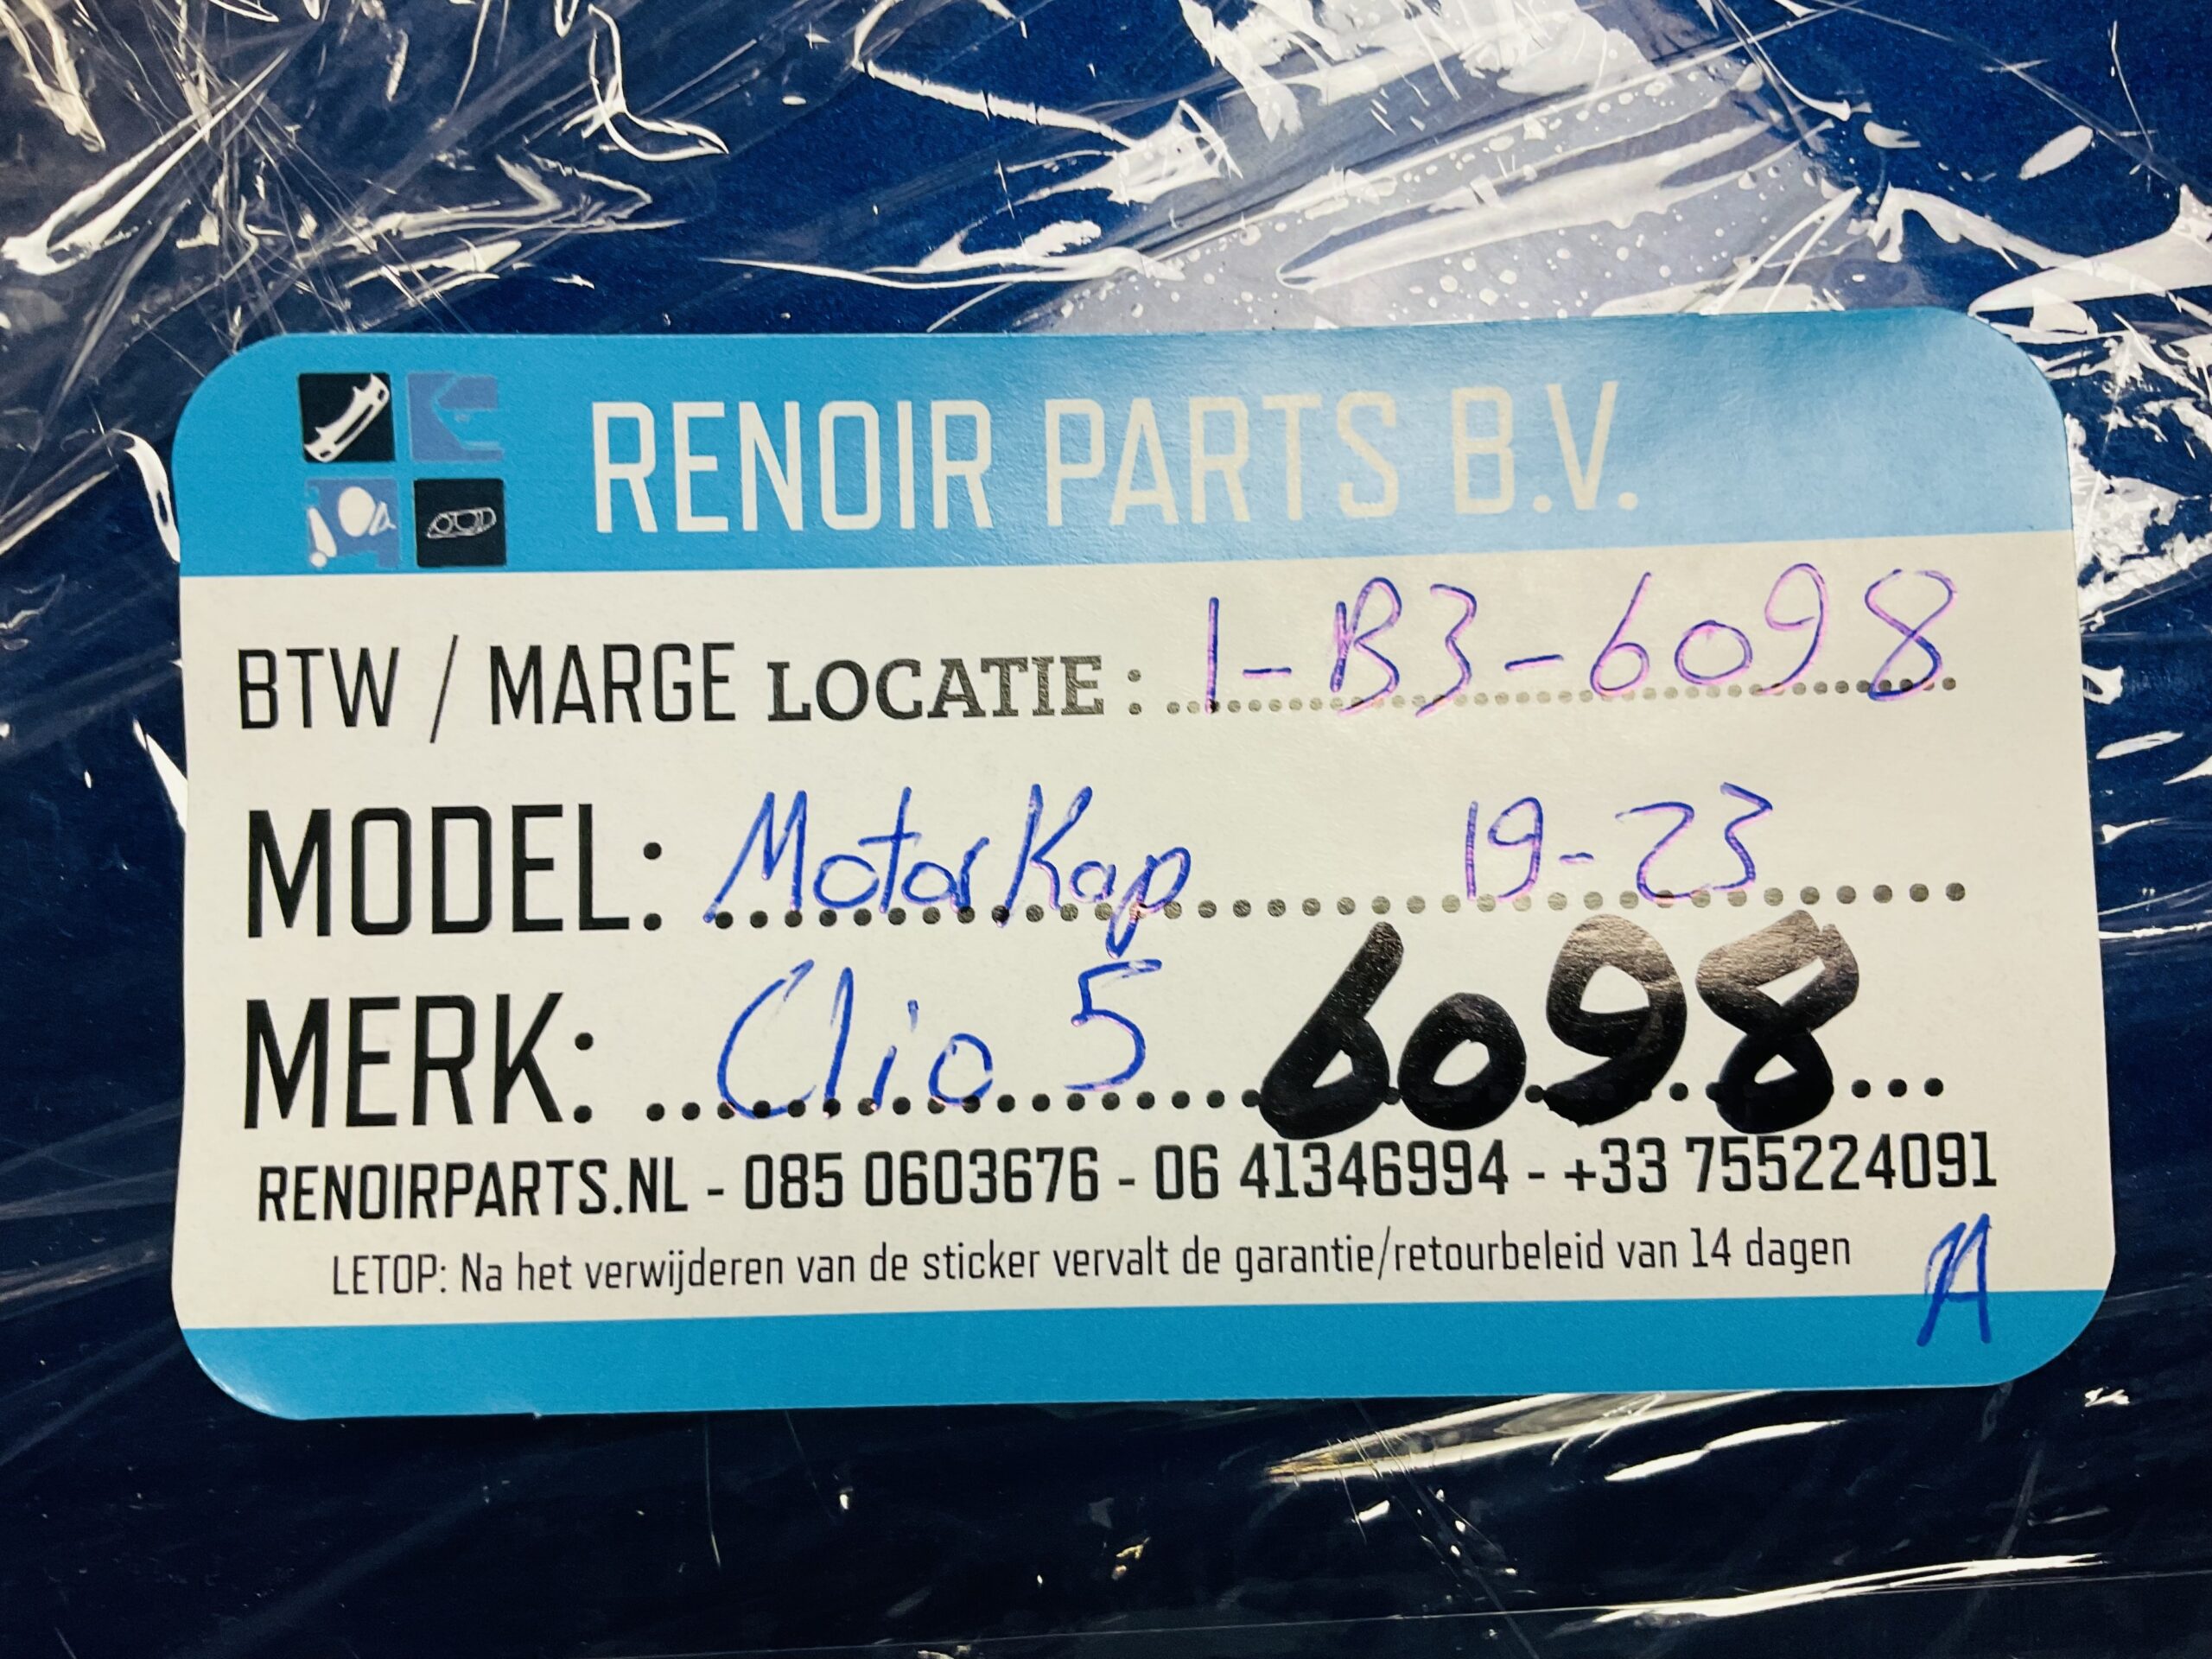 RENOIR PARTS B.V.
BTW / MARGE LOCATIE : 1-B3-6098
MODEL: MotorKap 19-23
MERK: Clio 5 6098
RENOIRPARTS.NL - 085 0603676 - 06 41346994 - +33 755224091
LETOP: Na het verwijderen van de sticker vervalt de garantie/retourbeleid van 14 dagen